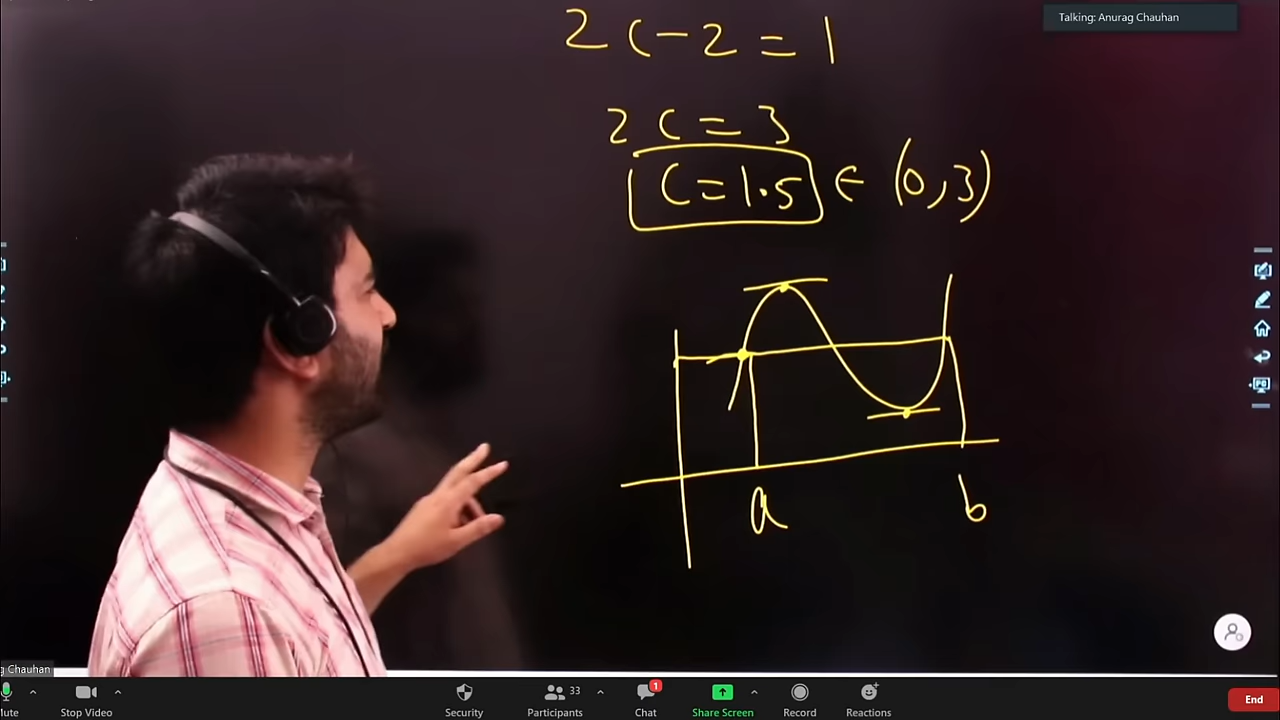 Talking: Anurag Chauhan
2c-2=1
2c=3
c=1.5 ∈ (0,3)
a
b
g Chauhan
Mute
Stop Video
Security
33
Participants
1
Chat
Share Screen
Record
Reactions
End